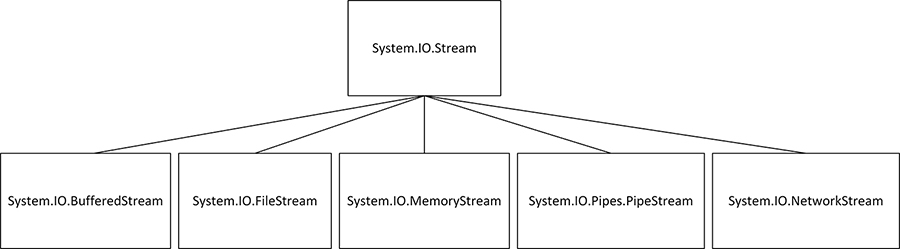 System.IO.Stream
System.IO.BufferedStream
System.IO.FileStream
System.IO.MemoryStream
System.IO.Pipes.PipeStream
System.IO.NetworkStream